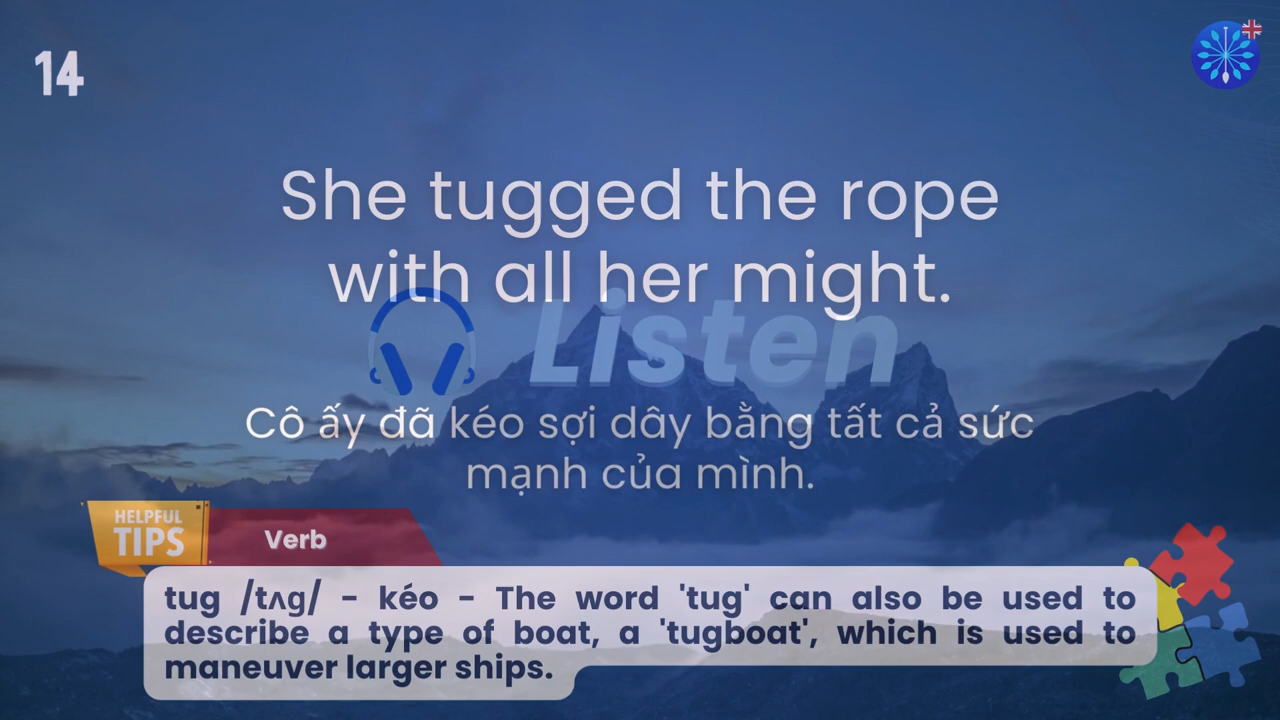 14
She tugged the rope
with all her might.
Listen
Cô ấy đã kéo sợi dây bằng tất cả sức
mạnh của mình.
HELPFUL
TIPS
Verb
tug /tʌg/ - kéo - The word 'tug' can also be used to
describe a type of boat, a 'tugboat', which is used to
maneuver larger ships.